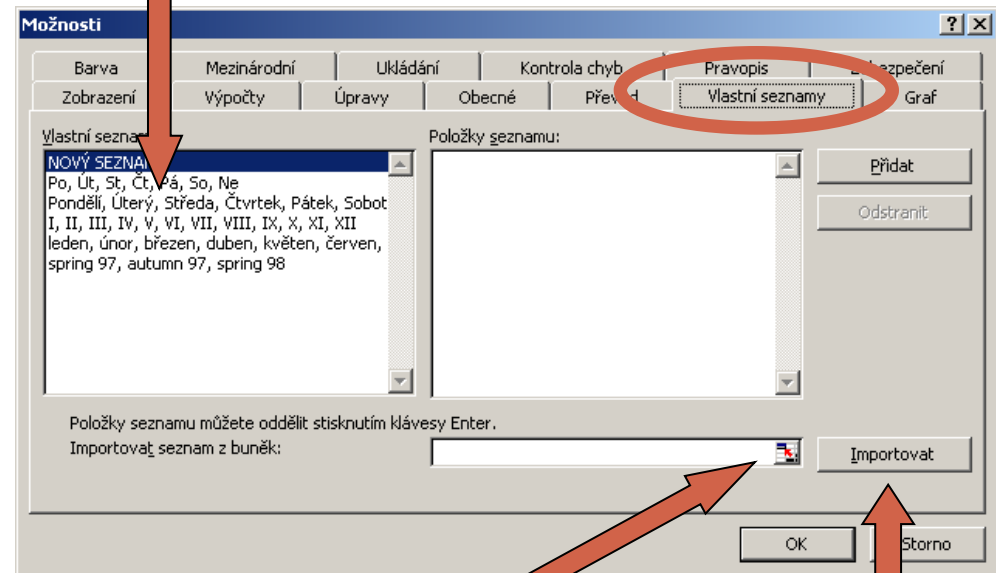 Možnosti
Barva Mezinárodní Ukládání Kontrola chyb Pravopis
Zobrazení Výpočty Úpravy Obecné Vlastní seznamy Graf
Vlastní Položky seznamu:
NOVÝ
Po, Út, St, Čt, Pá, So, Ne
Pondělí, Úterý, Středa, Čtvrtek, Pátek, Sobot
I, II, III, IV, V, VI, VII, VIII, IX, X, XI, XII
leden, únor, březen, duben, květen, červen,
spring 97, autumn 97, spring 98
Přidat
Odstranit
Položky seznamu můžete oddělit stisknutím klávesy Enter.
Importovat seznam z buněk:
Importovat
OK Storno